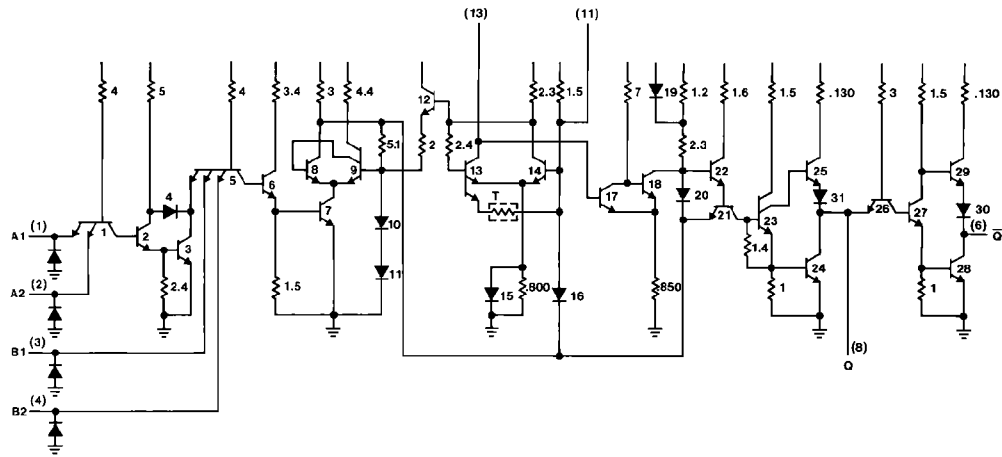 (13) (11)
4 5 4 3.4 3 4.4 12 2.3 1.5 7 19 1.2 1.6 1.5 .130 3 1.5 .130
5.1 2 2.4 2.3
8 9 13 14 18 22 25 29
4 5 6 17 20 31 30
7 T 21 23 26 27
A1 (1) 1 2 3 10 1.4 24 (6) Q
2.4 1.5 11 15 .800 16 850 1 1 28
A2 (2)
B1 (3)
(8)
Q
B2 (4)